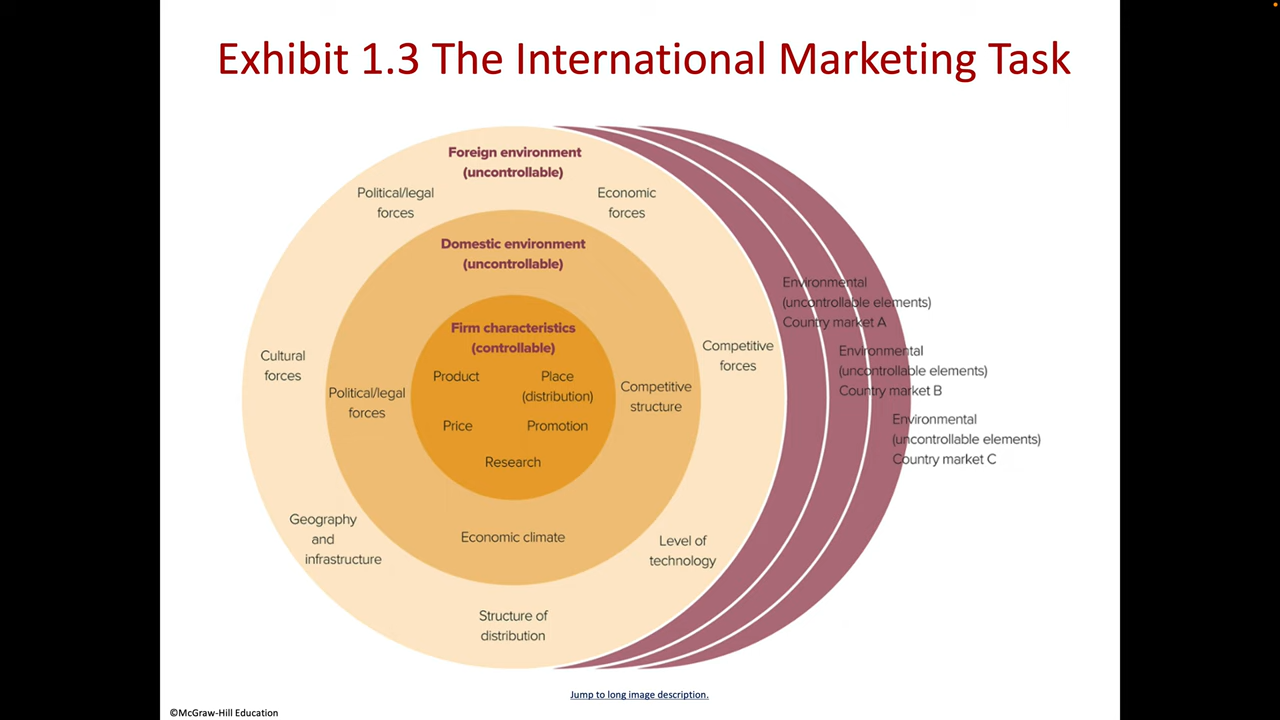 Exhibit 1.3 The International Marketing Task
Foreign environment
(uncontrollable)
Political/legal
forces
Economic
forces
Domestic environment
(uncontrollable)
Environmental
(uncontrollable elements)
Country market A
Firm characteristics
(controllable)
Competitive
forces
Environmental
(uncontrollable elements)
Country market B
Cultural
forces
Product
Place
(distribution)
Political/legal
forces
Competitive
structure
Price
Promotion
Environmental
(uncontrollable elements)
Country market C
Research
Geography
and
infrastructure
Economic climate
Level of
technology
Structure of
distribution
Jump to long image description.
©McGraw-Hill Education